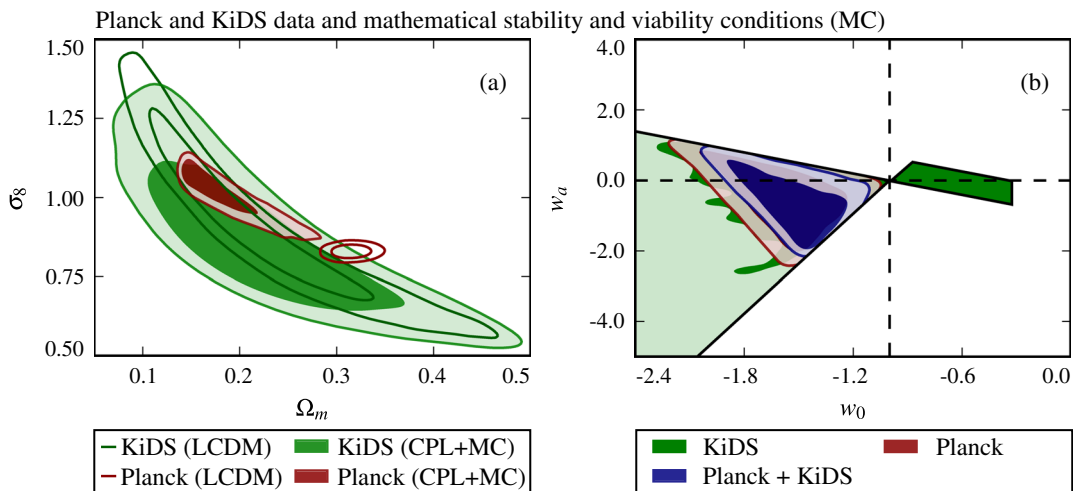 Planck and KiDS data and mathematical stability and viability conditions (MC)
(a)
σ8
1.50
1.25
1.00
0.75
0.50
0.1 0.2 0.3 0.4 0.5
Ωm
KiDS (LCDM) KiDS (CPL+MC)
Planck (LCDM) Planck (CPL+MC)
(b)
wa
4.0
2.0
0.0
-2.0
-4.0
-2.4 -1.8 -1.2 -0.6 0.0
w0
KiDS Planck
Planck + KiDS